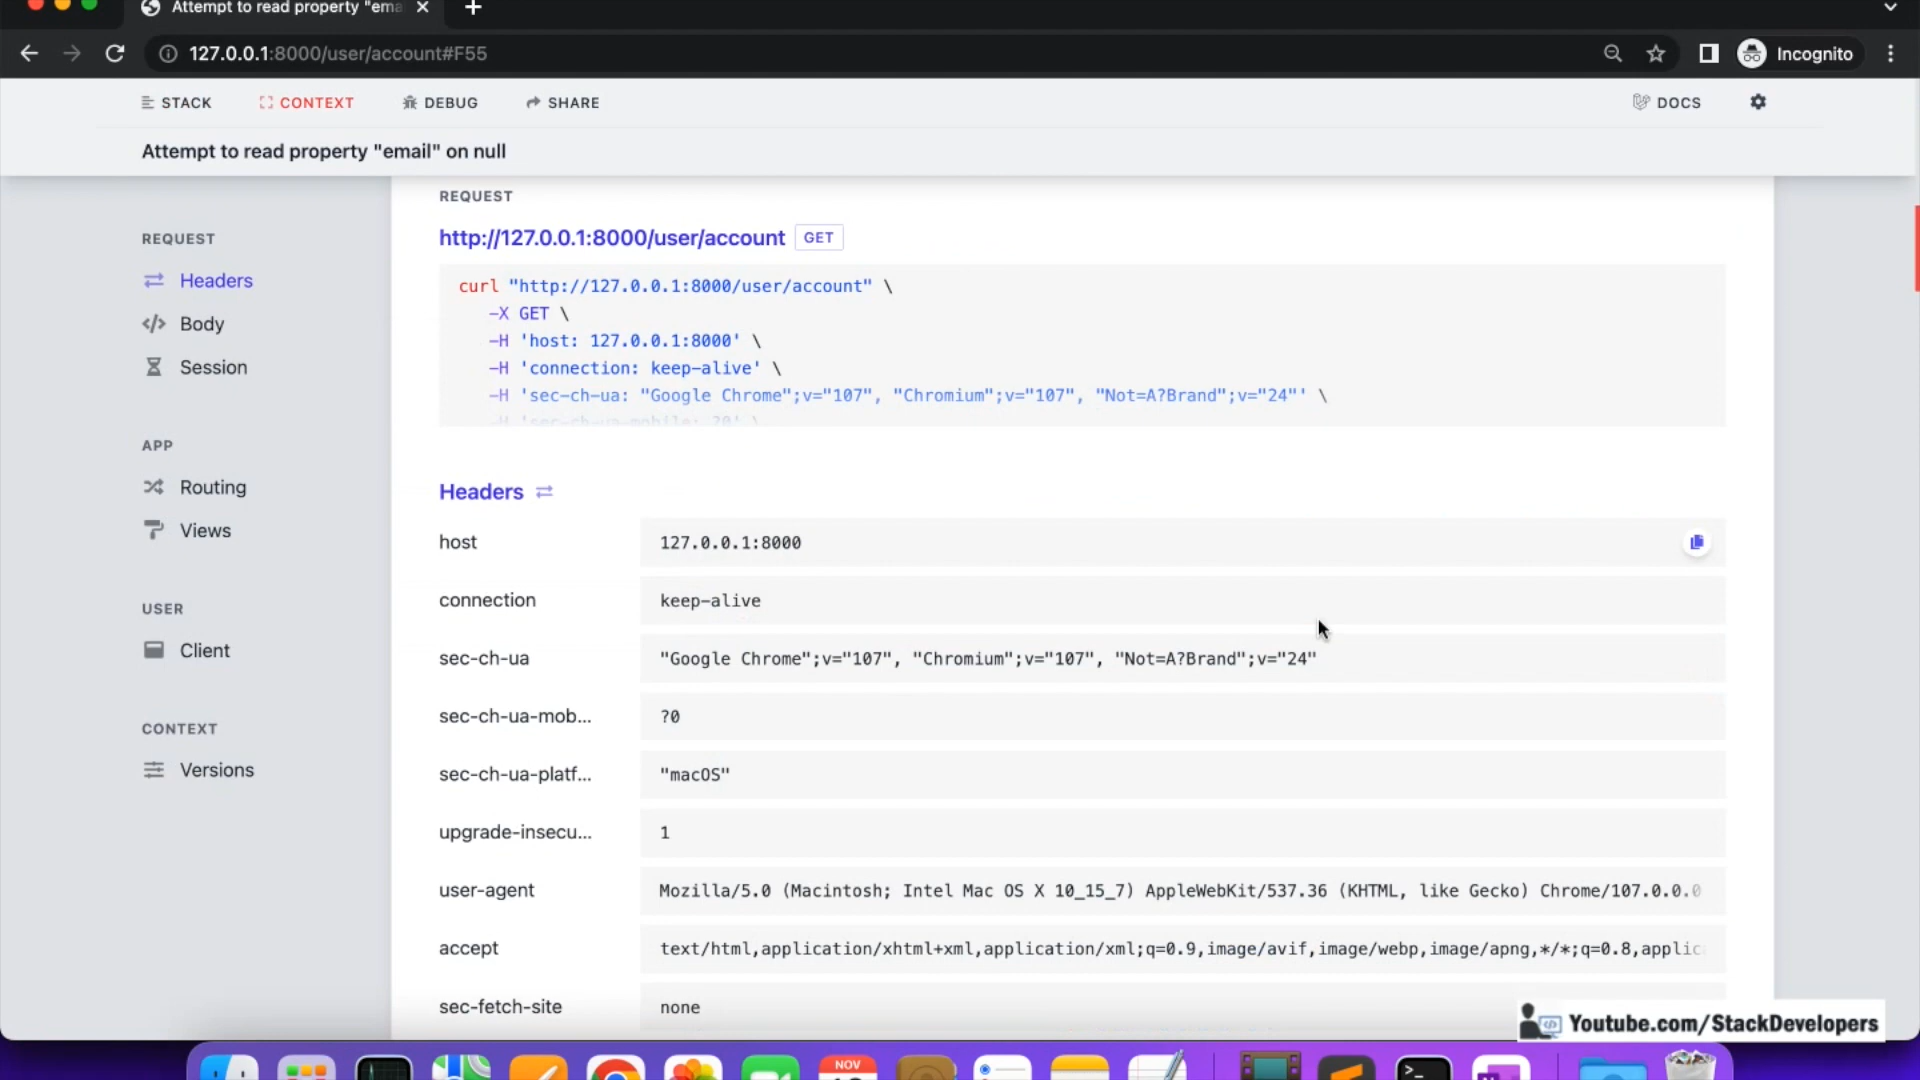 Attempt to read property "ema
127.0.0.1:8000/user/account#F55
Incognito
STACK
CONTEXT
DEBUG
SHARE
DOCS
Attempt to read property "email" on null
REQUEST
Headers
Body
Session
APP
Routing
Views
USER
Client
CONTEXT
Versions
REQUEST
http://127.0.0.1:8000/user/account GET
curl "http://127.0.0.1:8000/user/account" \
-X GET \
-H 'host: 127.0.0.1:8000' \
-H 'connection: keep-alive' \
-H 'sec-ch-ua: "Google Chrome";v="107", "Chromium";v="107", "Not=A?Brand";v="24"' \
-H 'sec-ch-ua-mobile: ?0' \
Headers
host 127.0.0.1:8000
connection keep-alive
sec-ch-ua "Google Chrome";v="107", "Chromium";v="107", "Not=A?Brand";v="24"
sec-ch-ua-mob... ?0
sec-ch-ua-platf... "macOS"
upgrade-insecu... 1
user-agent Mozilla/5.0 (Macintosh; Intel Mac OS X 10_15_7) AppleWebKit/537.36 (KHTML, like Gecko) Chrome/107.0.0.0
accept text/html,application/xhtml+xml,application/xml;q=0.9,image/avif,image/webp,image/apng,*/*;q=0.8,applic
sec-fetch-site none
Youtube.com/StackDevelopers
NOV